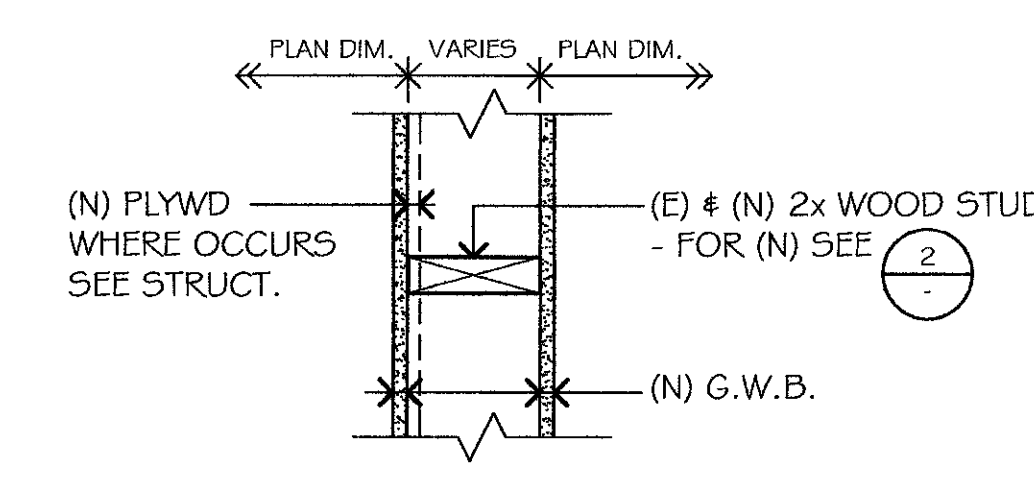 PLAN DIM. VARIES PLAN DIM.
(N) PLYWD
WHERE OCCURS
SEE STRUCT.
(E) & (N) 2x WOOD STUD
- FOR (N) SEE
2
-
(N) G.W.B.